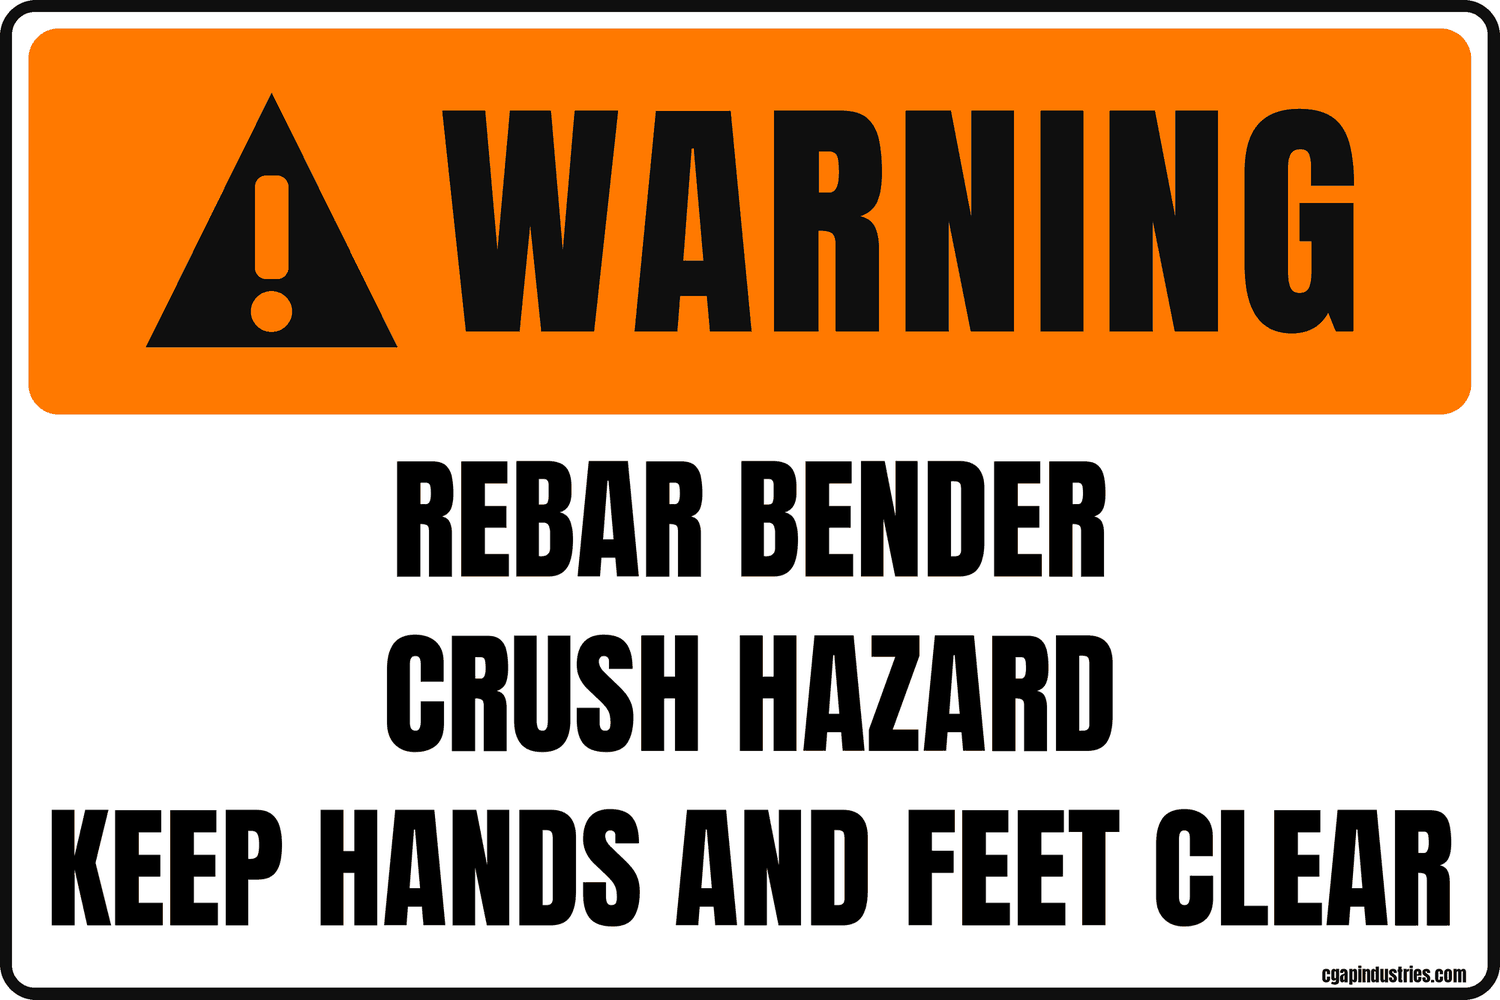 WARNING
REBAR BENDER
CRUSH HAZARD
KEEP HANDS AND FEET CLEAR
cgapindustries.com